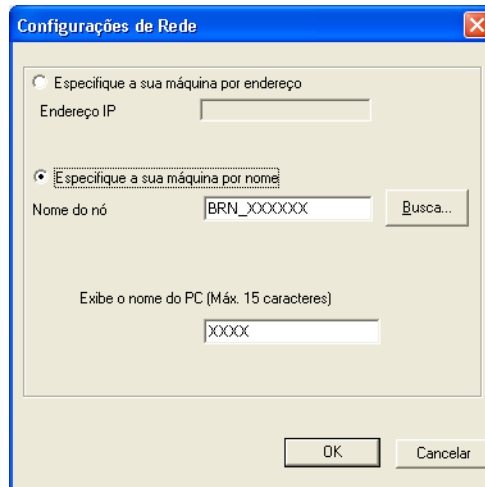 Configurações de Rede
Especifique a sua máquina por endereço
Endereço IP
Especifique a sua máquina por nome
Nome do nó BRN_XXXXXX Busca...
Exibe o nome do PC (Máx. 15 caracteres)
XXXX
OK Cancelar